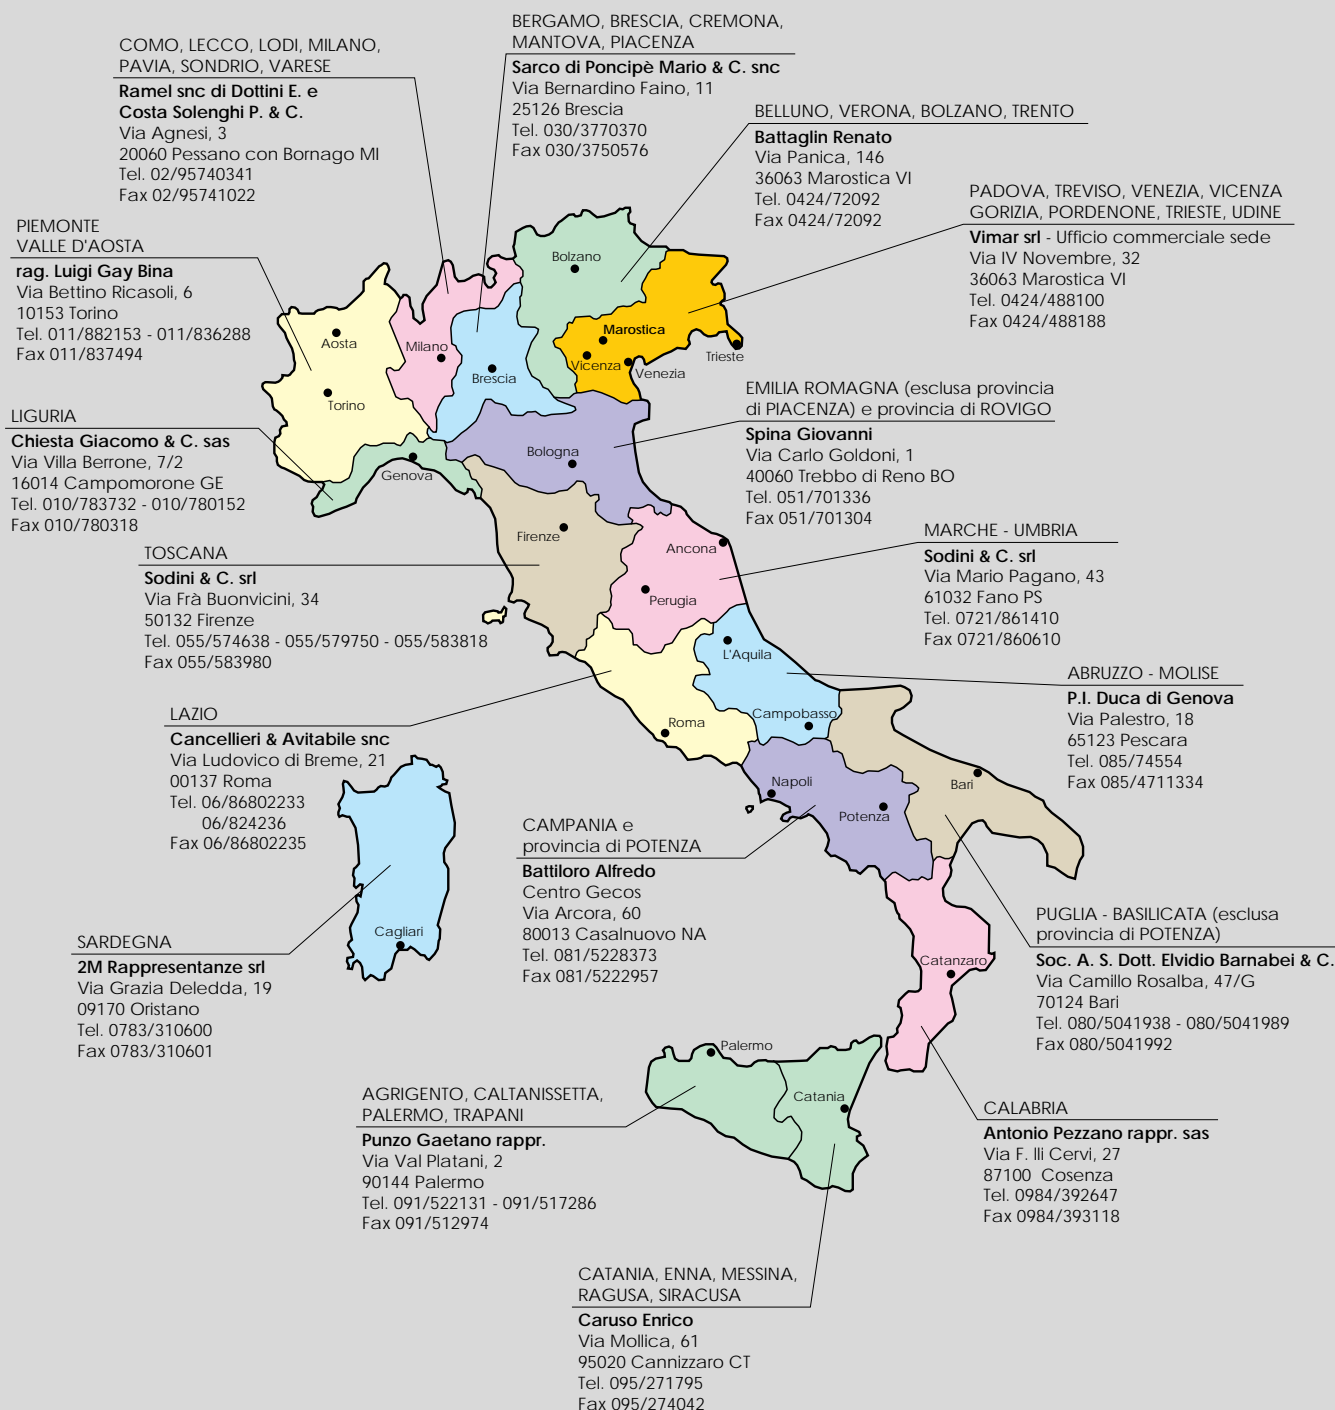 BERGAMO, BRESCIA, CREMONA,
MANTOVA, PIACENZA
Sarco di Poncipè Mario & C. snc
Via Bernardino Faino, 11
25126 Brescia
Tel. 030/3770370
Fax 030/3750576
COMO, LECCO, LODI, MILANO,
PAVIA, SONDRIO, VARESE
Ramel snc di Dottini E. e
Costa Solenghi P. & C.
Via Agnesi, 3
20060 Pessano con Bornago MI
Tel. 02/95740341
Fax 02/95741022
BELLUNO, VERONA, BOLZANO, TRENTO
Battaglin Renato
Via Panica, 146
36063 Marostica VI
Tel. 0424/72092
Fax 0424/72092
PADOVA, TREVISO, VENEZIA, VICENZA
GORIZIA, PORDENONE, TRIESTE, UDINE
Vimar srl - Ufficio commerciale sede
Via IV Novembre, 32
36063 Marostica VI
Tel. 0424/488100
Fax 0424/488188
PIEMONTE
VALLE D'AOSTA
rag. Luigi Gay Bina
Via Bettino Ricasoli, 6
10153 Torino
Tel. 011/882153 - 011/836288
Fax 011/837494
Bolzano
Aosta
Milano
Brescia
Marostica
Vicenza
Venezia
Trieste
Torino
LIGURIA
Chiesta Giacomo & C. sas
Via Villa Berrone, 7/2
16014 Campomorone GE
Tel. 010/783732 - 010/780152
Fax 010/780318
EMILIA ROMAGNA (esclusa provincia
di PIACENZA) e provincia di ROVIGO
Spina Giovanni
Via Carlo Goldoni, 1
40060 Trebbo di Reno BO
Tel. 051/701336
Fax 051/701304
Bologna
Genova
Firenze
Ancona
Perugia
TOSCANA
Sodini & C. srl
Via Frà Buonvicini, 34
50132 Firenze
Tel. 055/574638 - 055/579750 - 055/583818
Fax 055/583980
MARCHE - UMBRIA
Sodini & C. srl
Via Mario Pagano, 43
61032 Fano PS
Tel. 0721/861410
Fax 0721/860610
L'Aquila
Campobasso
Roma
ABRUZZO - MOLISE
P.I. Duca di Genova
Via Palestro, 18
65123 Pescara
Tel. 085/74554
Fax 085/4711334
LAZIO
Cancellieri & Avitabile snc
Via Ludovico di Breme, 21
00137 Roma
Tel. 06/86802233
06/824236
Fax 06/86802235
Napoli
Potenza
Bari
CAMPANIA e
provincia di POTENZA
Battiloro Alfredo
Centro Gecos
Via Arcora, 60
80013 Casalnuovo NA
Tel. 081/5228373
Fax 081/5222957
PUGLIA - BASILICATA (esclusa
provincia di POTENZA)
Soc. A. S. Dott. Elvidio Barnabei & C.
Via Camillo Rosalba, 47/G
70124 Bari
Tel. 080/5041938 - 080/5041989
Fax 080/5041992
Cagliari
SARDEGNA
2M Rappresentanze srl
Via Grazia Deledda, 19
09170 Oristano
Tel. 0783/310600
Fax 0783/310601
Catanzaro
Palermo
Catania
AGRIGENTO, CALTANISSETTA,
PALERMO, TRAPANI
Punzo Gaetano rappr.
Via Val Platani, 2
90144 Palermo
Tel. 091/522131 - 091/517286
Fax 091/512974
CALABRIA
Antonio Pezzano rappr. sas
Via F. lli Cervi, 27
87100 Cosenza
Tel. 0984/392647
Fax 0984/393118
CATANIA, ENNA, MESSINA,
RAGUSA, SIRACUSA
Caruso Enrico
Via Mollica, 61
95020 Cannizzaro CT
Tel. 095/271795
Fax 095/274042